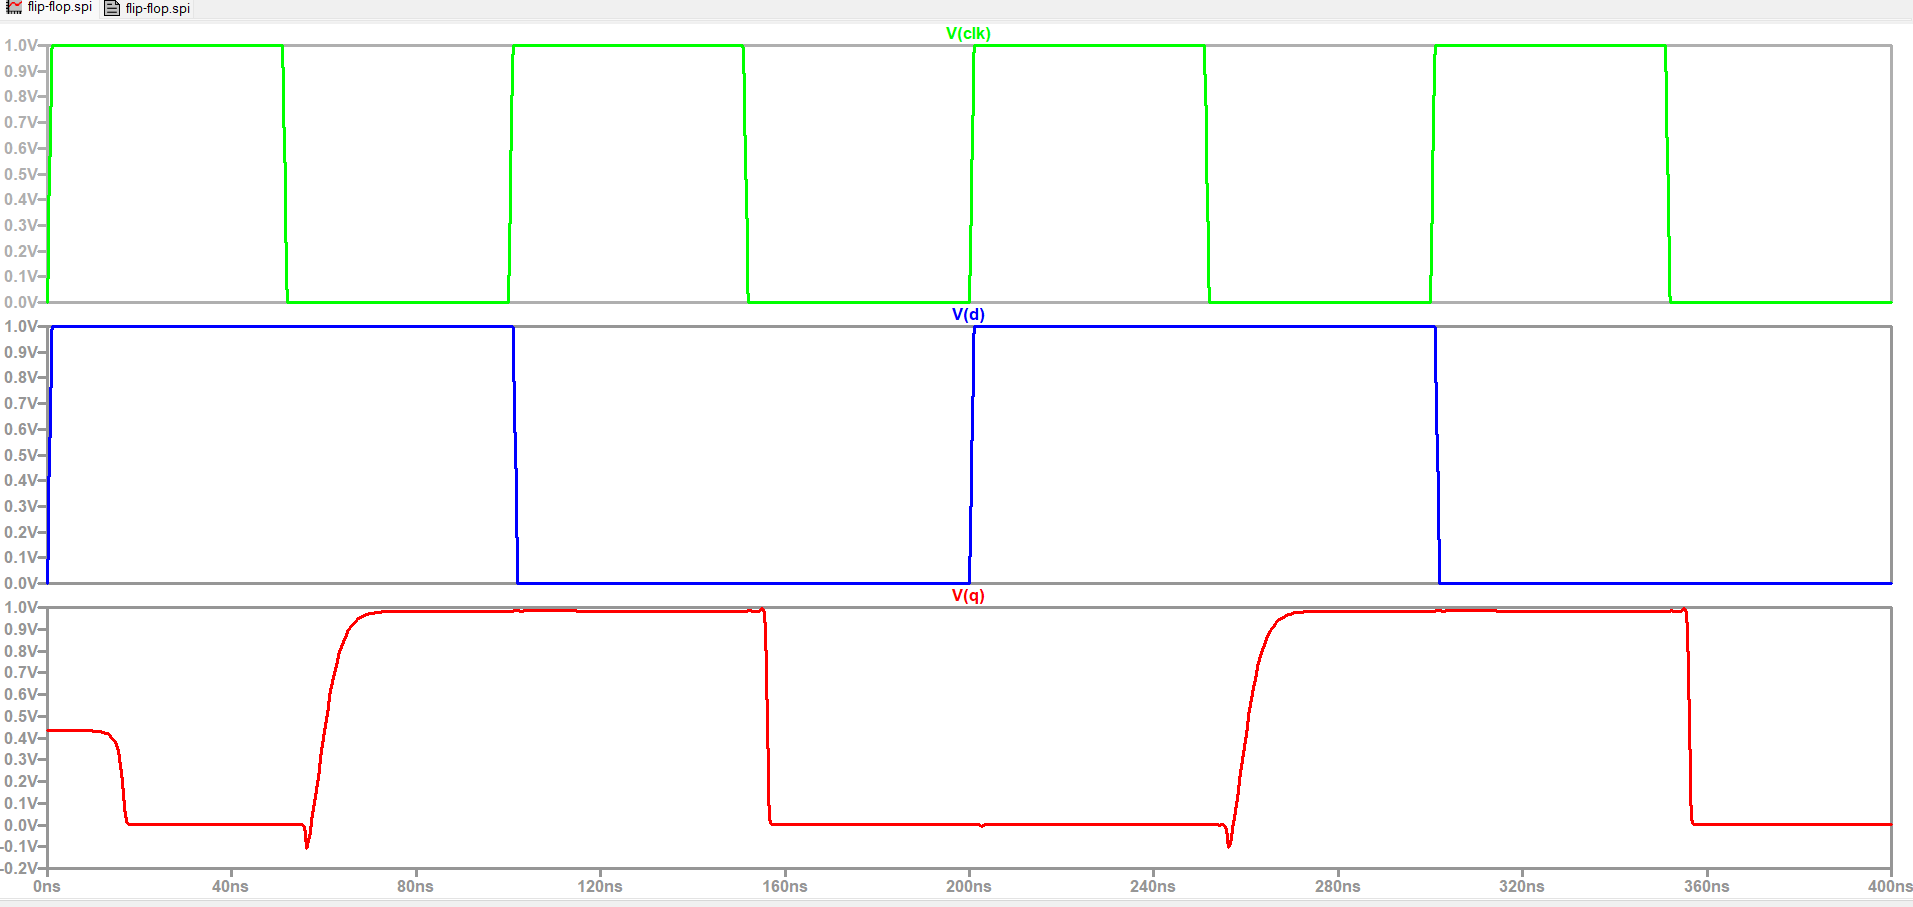 flip-flop.spi flip-flop.spi
V(clk)
1.0V
0.9V
0.8V
0.7V
0.6V
0.5V
0.4V
0.3V
0.2V
0.1V
0.0V
V(d)
1.0V
0.9V
0.8V
0.7V
0.6V
0.5V
0.4V
0.3V
0.2V
0.1V
0.0V
V(q)
1.0V
0.9V
0.8V
0.7V
0.6V
0.5V
0.4V
0.3V
0.2V
0.1V
0.0V
-0.1V
-0.2V
0ns 40ns 80ns 120ns 160ns 200ns 240ns 280ns 320ns 360ns 400ns